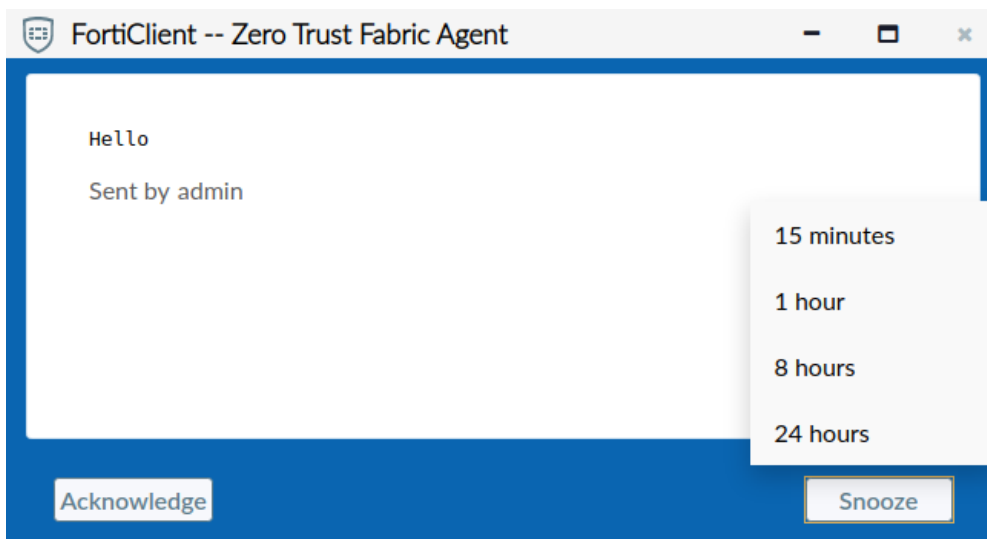 FortiClient -- Zero Trust Fabric Agent
Hello
Sent by admin
15 minutes
1 hour
8 hours
24 hours
Acknowledge
Snooze